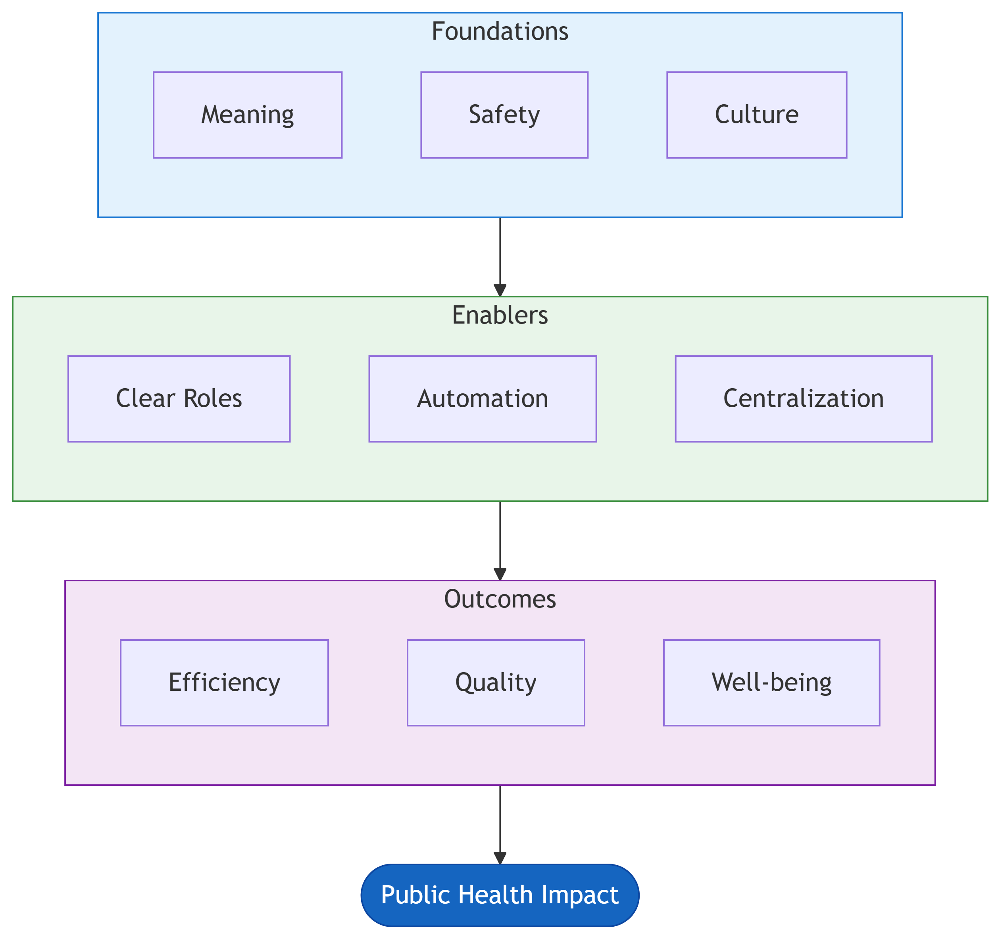 Foundations
Meaning
Safety
Culture
Enablers
Clear Roles
Automation
Centralization
Outcomes
Efficiency
Quality
Well-being
Public Health Impact